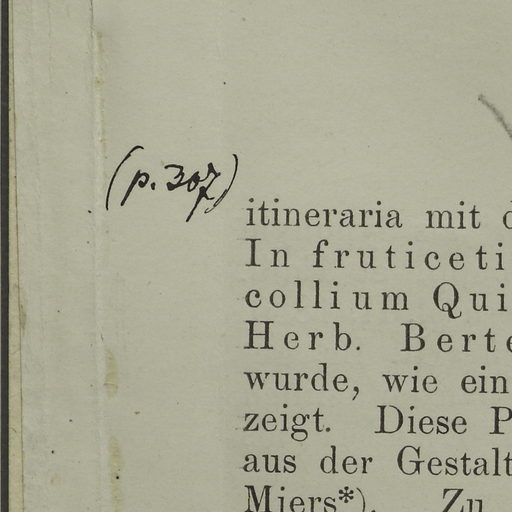 (p. 307)
itineraria mit d
In fruticeti
collium Qui
Herb. Berte
wurde, wie ein
zeigt. Diese P
aus der Gestalt
Miers*). Zu